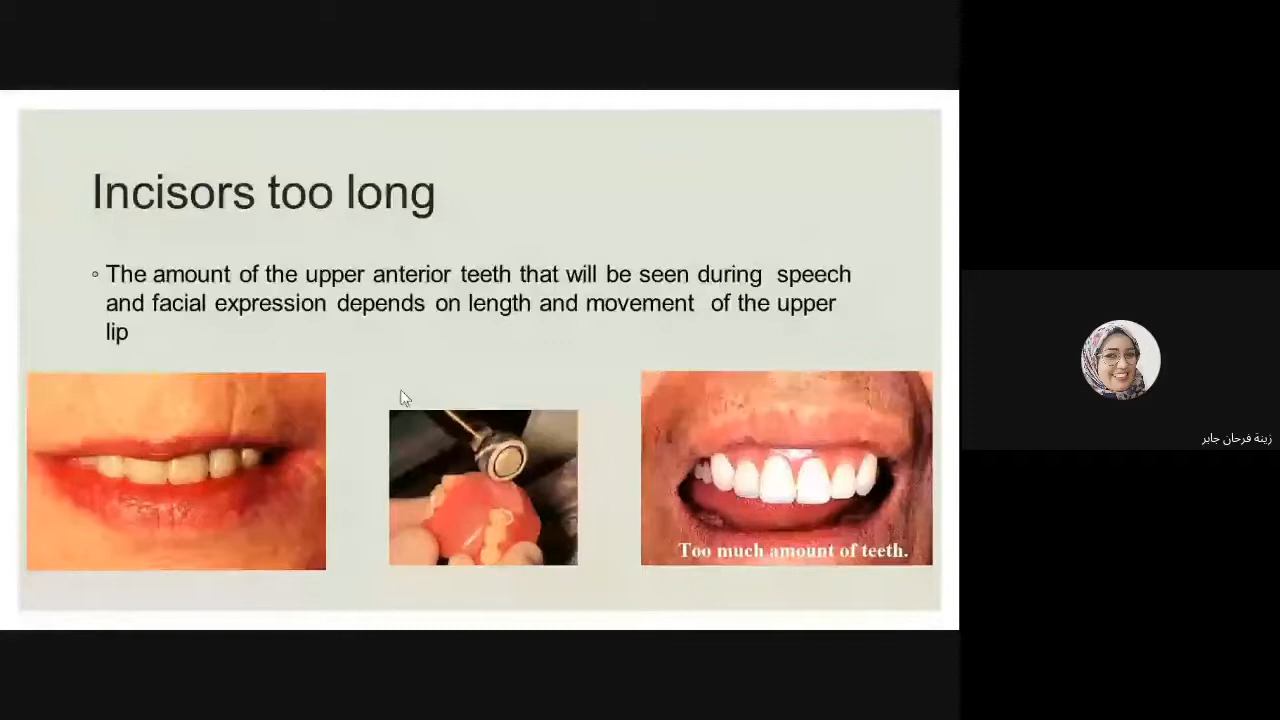 Incisors too long
◦ The amount of the upper anterior teeth that will be seen during speech
and facial expression depends on length and movement of the upper
lip
Too much amount of teeth.
زينة فرحان جابر